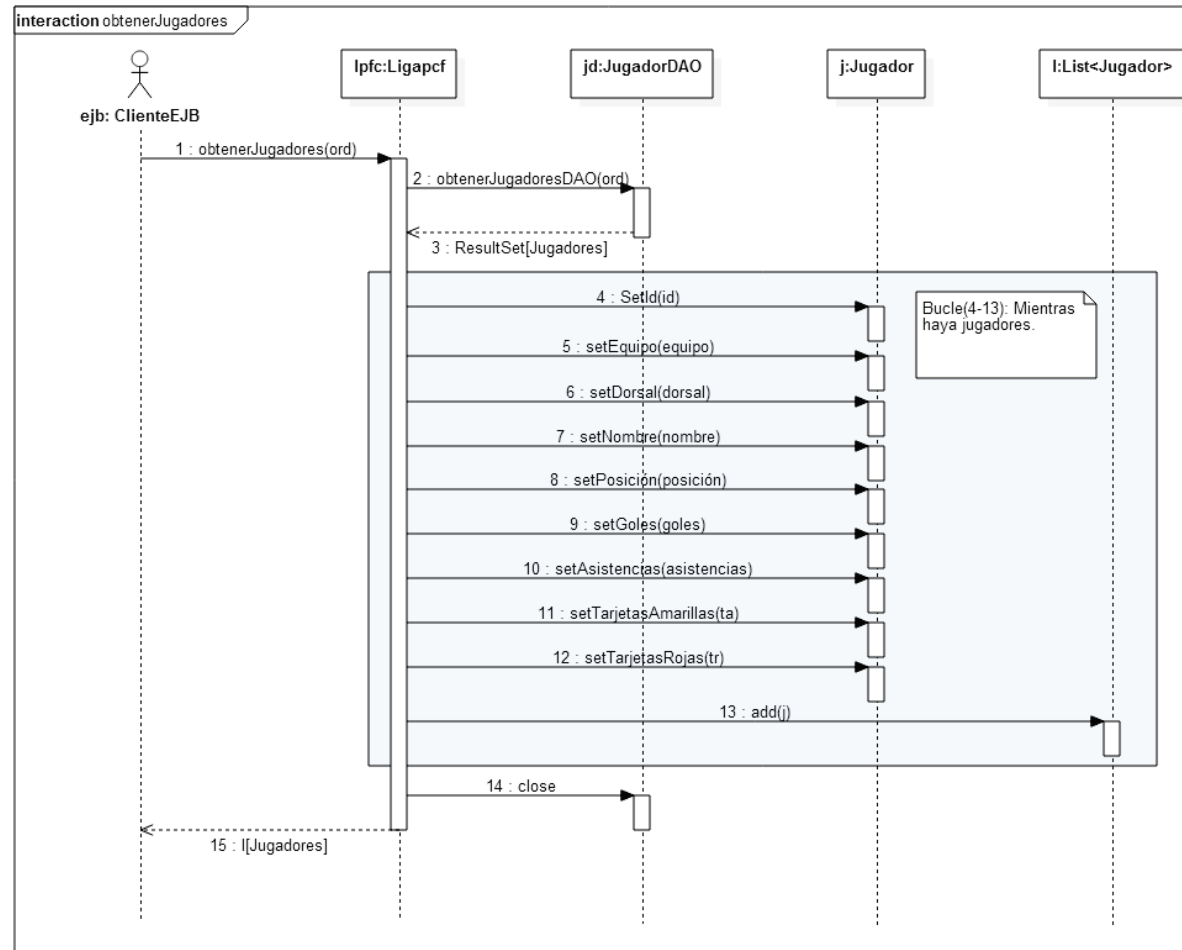 interaction obtenerJugadores
ejb: ClienteEJB
lpfc:Ligapcf
jd:JugadorDAO
j:Jugador
l:List<Jugador>
1 : obtenerJugadores(ord)
2 : obtenerJugadoresDAO(ord)
3 : ResultSet[Jugadores]
4 : SetId(id)
Bucle(4-13): Mientras
haya jugadores.
5 : setEquipo(equipo)
6 : setDorsal(dorsal)
7 : setNombre(nombre)
8 : setPosición(posición)
9 : setGoles(goles)
10 : setAsistencias(asistencias)
11 : setTarjetasAmarillas(ta)
12 : setTarjetasRojas(tr)
13 : add(j)
14 : close
15 : l[Jugadores]